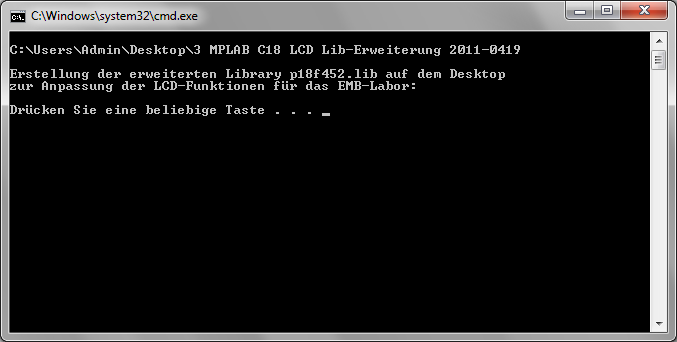 C:\Windows\system32\cmd.exe
C:\Users\Admin\Desktop\3 MPLAB C18 LCD Lib-Erweiterung 2011-0419
Erstellung der erweiterten Library p18f452.lib auf dem Desktop
zur Anpassung der LCD-Funktionen für das EMB-Labor:
Drücken Sie eine beliebige Taste . . . _